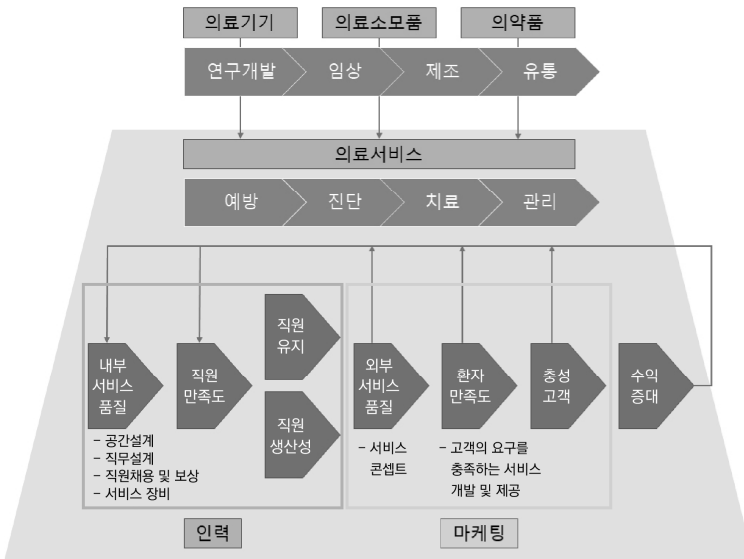 의료기기 의료소모품 의약품
연구개발 임상 제조 유통
의료서비스
예방 진단 치료 관리
내부
서비스
품질
직원
만족도
직원
유지
직원
생산성
외부
서비스
품질
환자
만족도
충성
고객
수익
증대
– 공간설계
– 직무설계
– 직원채용 및 보상
– 서비스 장비
– 서비스
콘셉트
– 고객의 요구를
충족하는 서비스
개발 및 제공
인력
마케팅